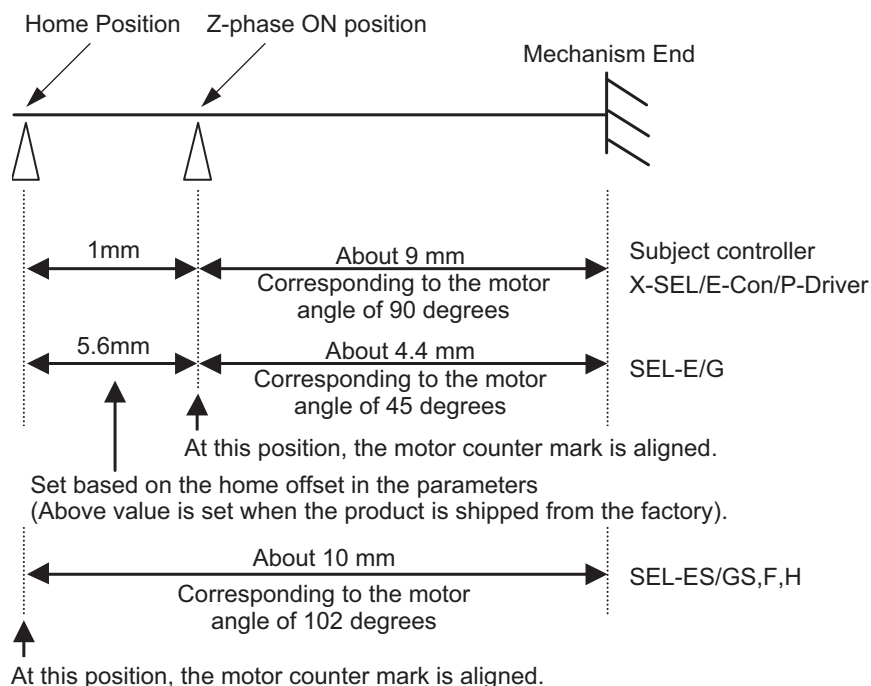 Home Position
Z-phase ON position
Mechanism End
1mm
About 9 mm
Corresponding to the motor
angle of 90 degrees
Subject controller
X-SEL/E-Con/P-Driver
5.6mm
About 4.4 mm
Corresponding to the motor
angle of 45 degrees
SEL-E/G
At this position, the motor counter mark is aligned.
Set based on the home offset in the parameters
(Above value is set when the product is shipped from the factory).
About 10 mm
Corresponding to the motor
angle of 102 degrees
SEL-ES/GS,F,H
At this position, the motor counter mark is aligned.